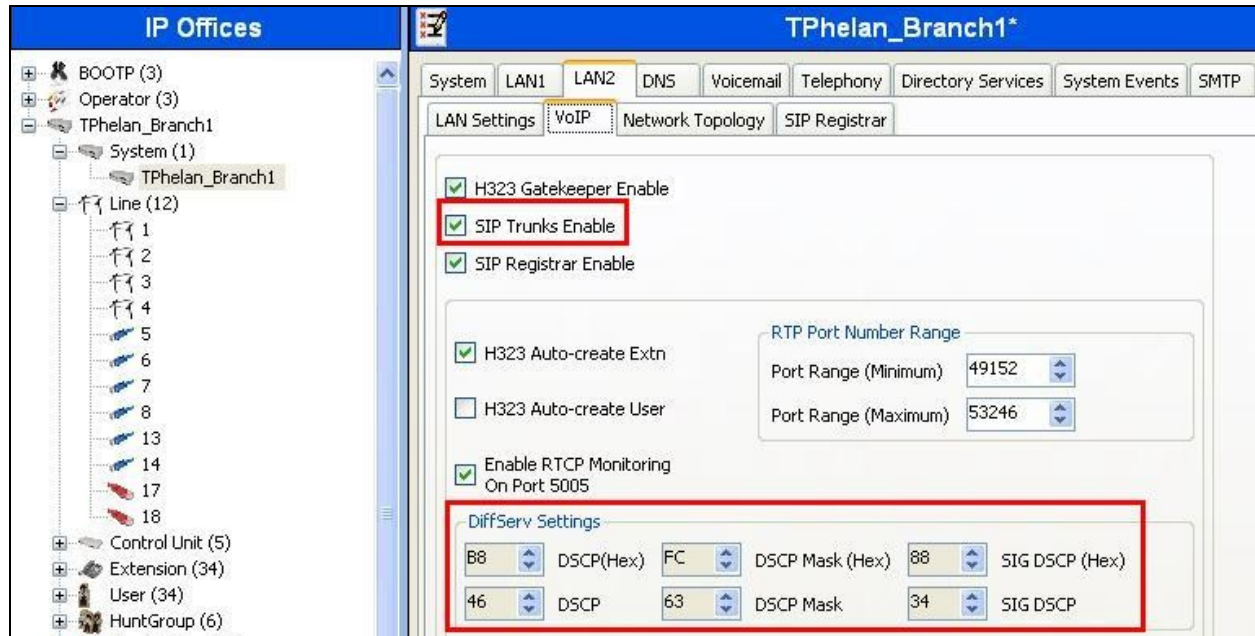 IP Offices
BOOTP (3)
Operator (3)
TPhelan_Branch1
System (1)
TPhelan_Branch1
Line (12)
1
2
3
4
5
6
7
8
13
14
17
18
Control Unit (5)
Extension (34)
User (34)
HuntGroup (6)
TPhelan_Branch1*
System LAN1 LAN2 DNS Voicemail Telephony Directory Services System Events SMTP
LAN Settings VoIP Network Topology SIP Registrar
H323 Gatekeeper Enable
SIP Trunks Enable
SIP Registrar Enable
H323 Auto-create Extn
H323 Auto-create User
Enable RTCP Monitoring
On Port 5005
RTP Port Number Range
Port Range (Minimum) 49152
Port Range (Maximum) 53246
DiffServ Settings
B8 DSCP(Hex) FC DSCP Mask (Hex) 88 SIG DSCP (Hex)
46 DSCP 63 DSCP Mask 34 SIG DSCP